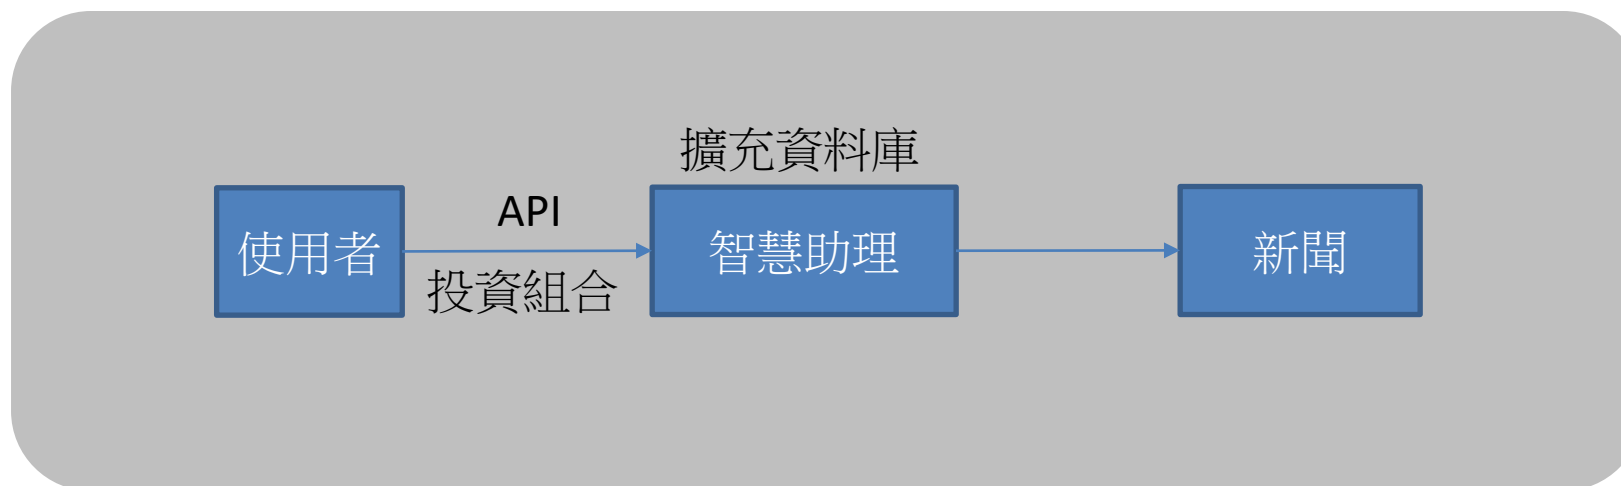 擴充資料庫
使用者
API
投資組合
智慧助理
新聞